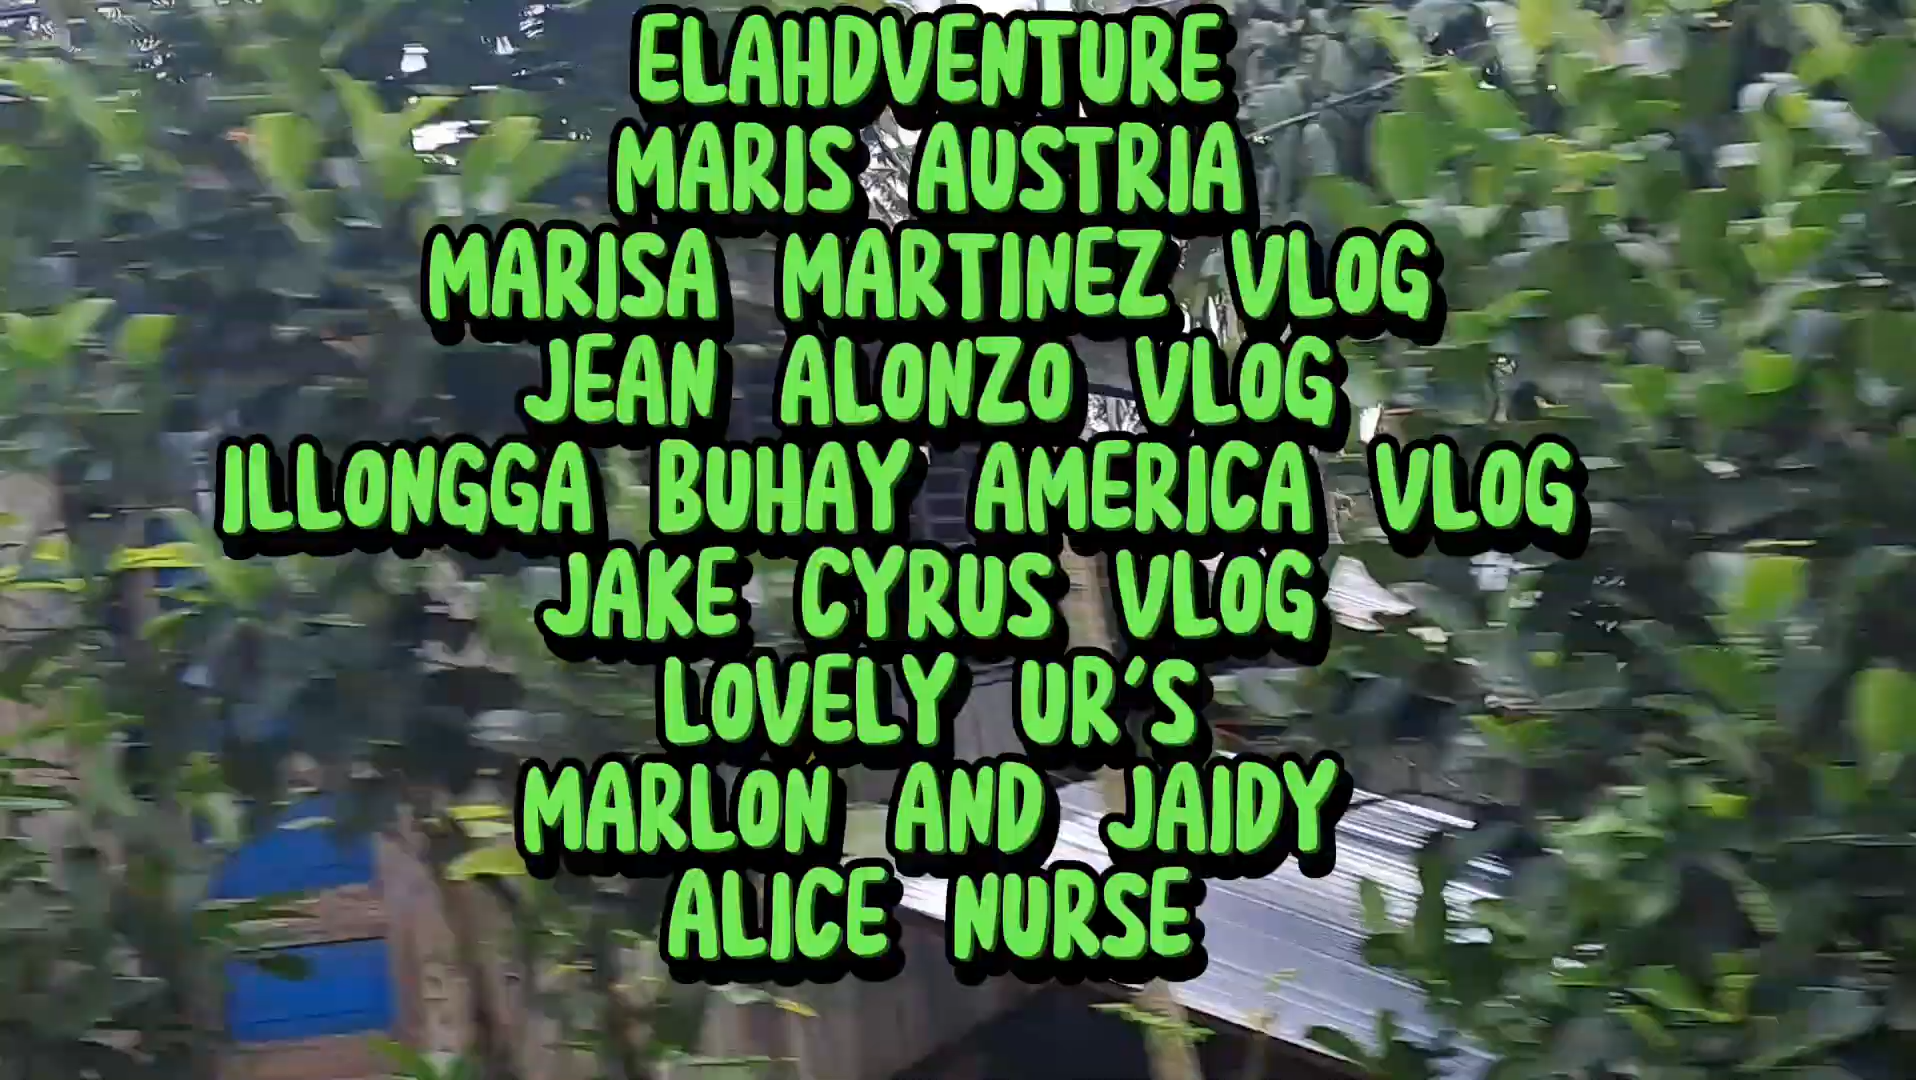 ELAHDVENTURE
MARIS AUSTRIA
MARISA MARTINEZ VLOG
JEAN ALONZO VLOG
ILLONGGA BUHAY AMERICA VLOG
JAKE CYRUS VLOG
LOVELY UR'S
MARLON AND JAIDY
ALICE NURSE